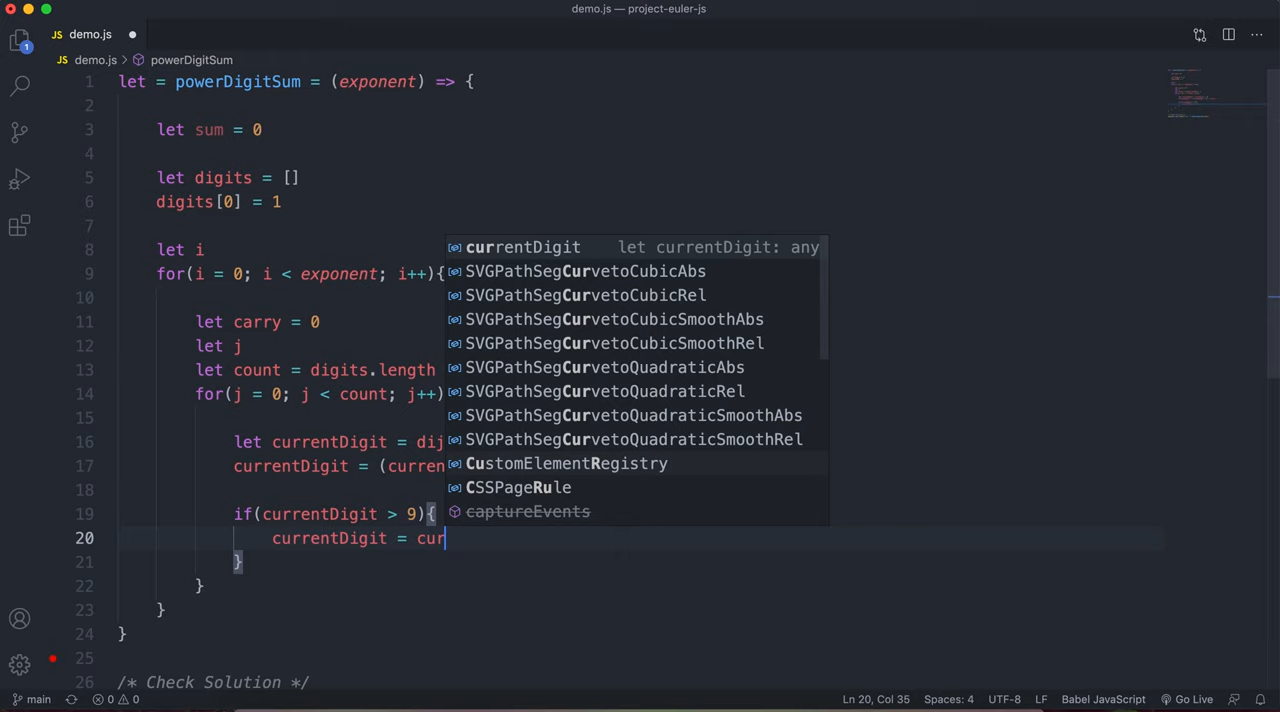 demo.js — project-euler-js
JS demo.js
JS demo.js > powerDigitSum
1 let = powerDigitSum = (exponent) => {
2
3 let sum = 0
4
5 let digits = []
6 digits[0] = 1
7
8 let i
9 for(i = 0; i < exponent; i++){
10
11 let carry = 0
12 let j
13 let count = digits.length
14 for(j = 0; j < count; j++)
15
16 let currentDigit = dij
17 currentDigit = (curren
18
19 if(currentDigit > 9){
20 currentDigit = cur
21 }
22 }
23 }
24 }
25
26 /* Check Solution */
currentDigit let currentDigit: any
SVGPathSegCurvetoCubicAbs
SVGPathSegCurvetoCubicRel
SVGPathSegCurvetoCubicSmoothAbs
SVGPathSegCurvetoCubicSmoothRel
SVGPathSegCurvetoQuadraticAbs
SVGPathSegCurvetoQuadraticRel
SVGPathSegCurvetoQuadraticSmoothAbs
SVGPathSegCurvetoQuadraticSmoothRel
CustomElementRegistry
CSSPageRule
captureEvents
1
main 0 0 Ln 20, Col 35 Spaces: 4 UTF-8 LF Babel JavaScript Go Live